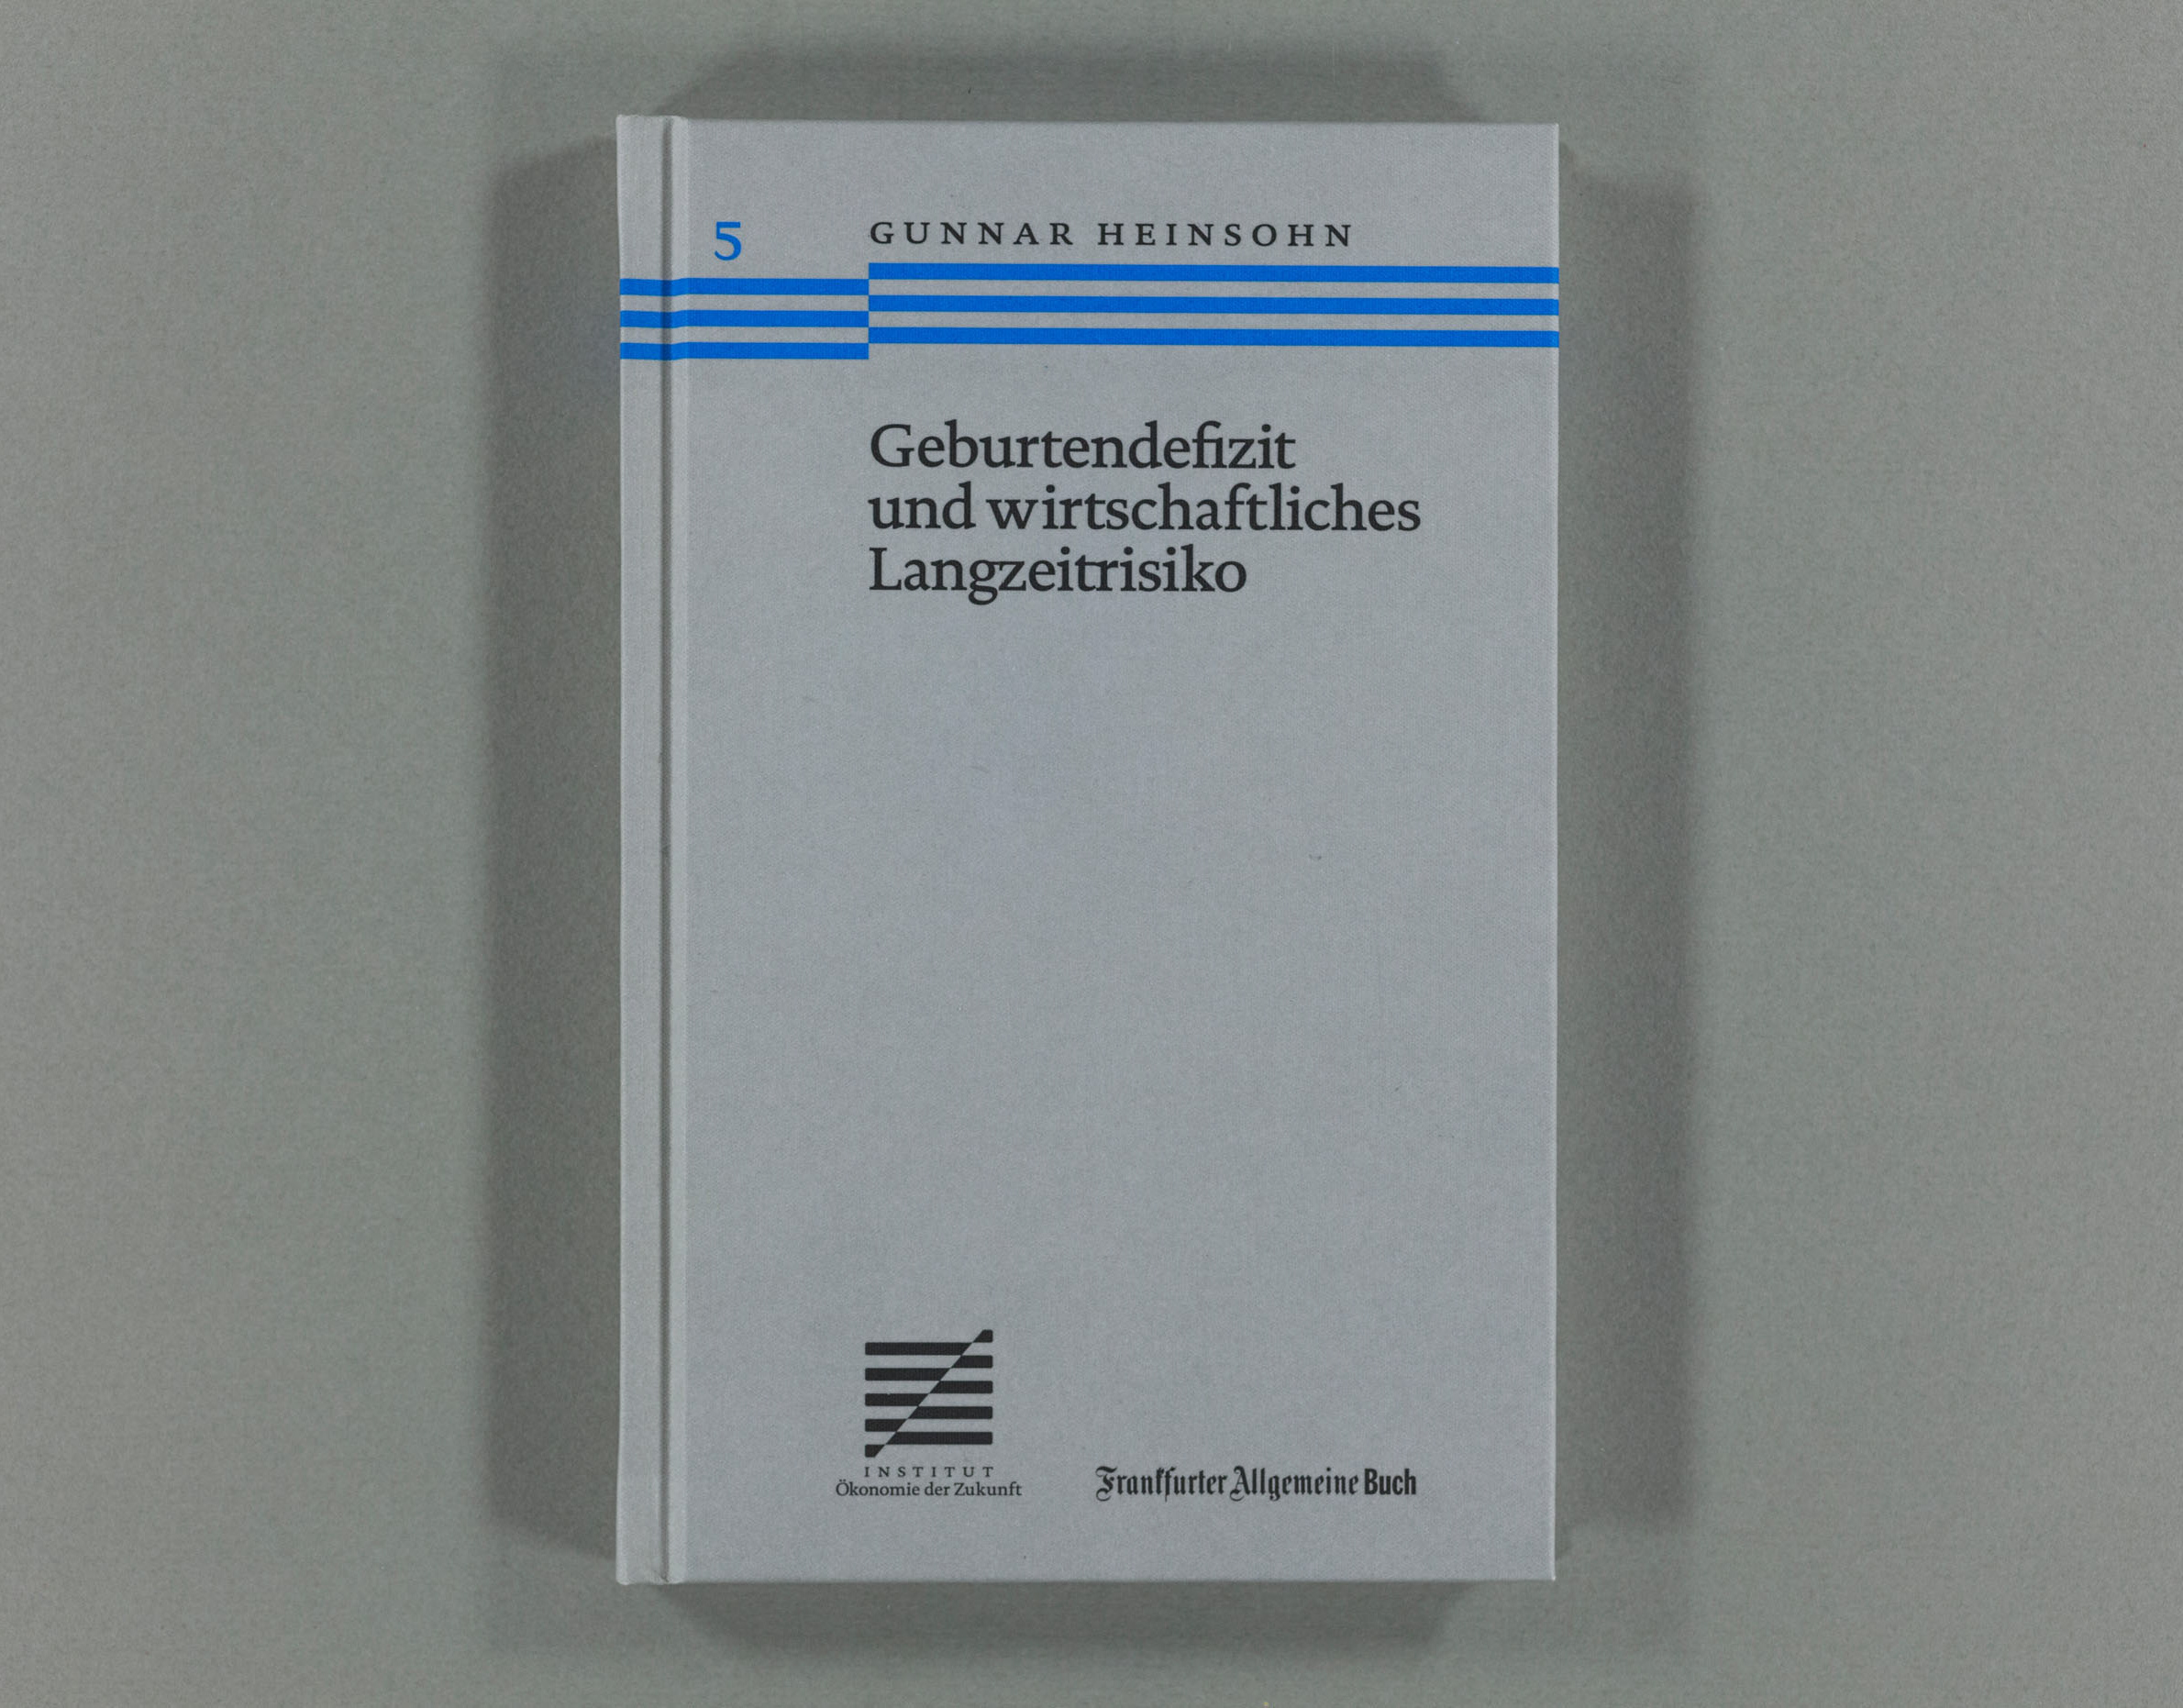 5
GUNNAR HEINSOHN
Geburtendefizit
und wirtschaftliches
Langzeitrisiko
INSTITUT
Ökonomie der Zukunft
Frankfurter Allgemeine Buch